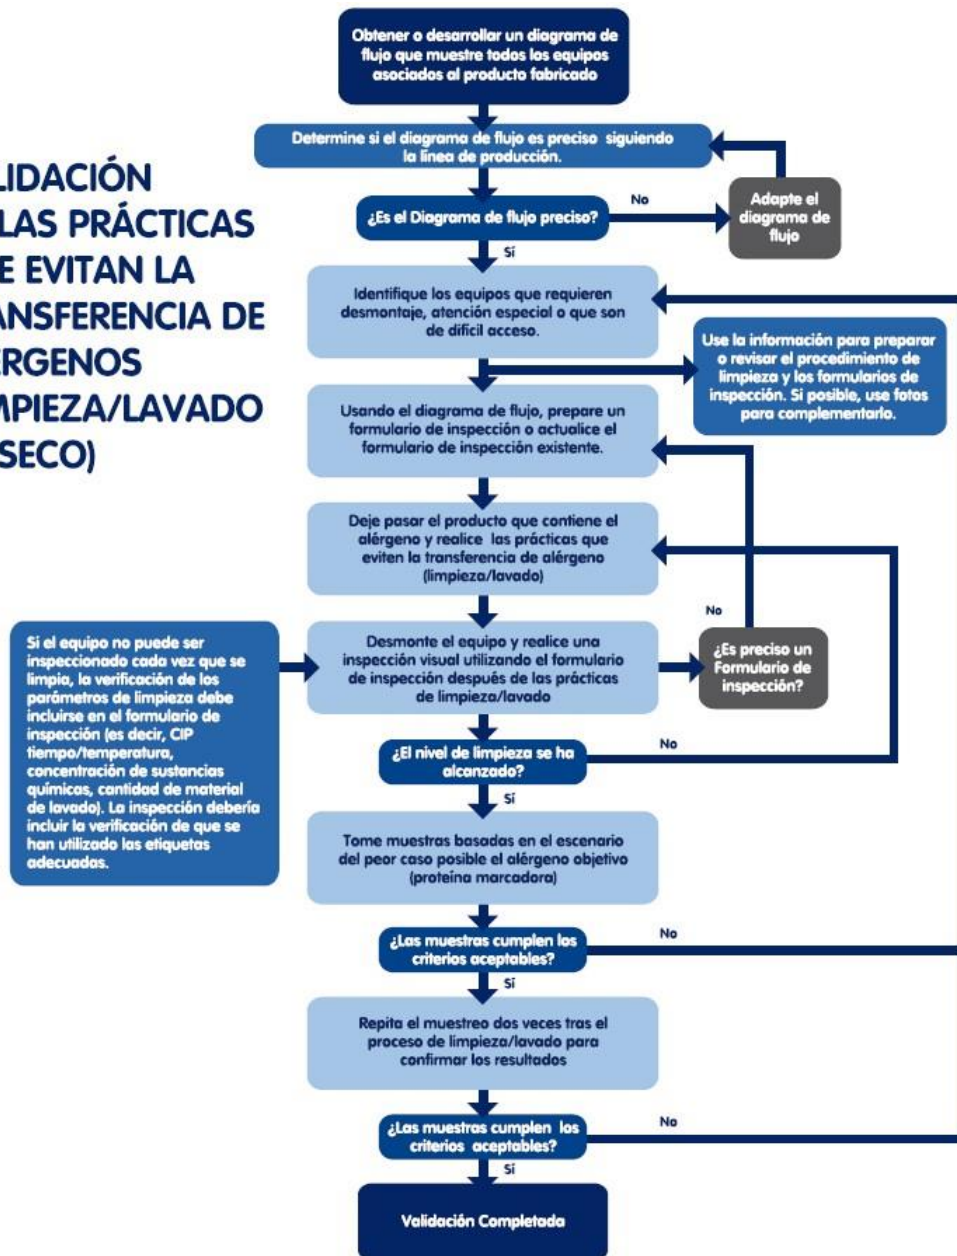 Obtener o desarrollar un diagrama de
flujo que muestre todos los equipos
asociados al producto fabricado
Determine si el diagrama de flujo es preciso siguiendo
la línea de producción.
LIDACIÓN
LAS PRÁCTICAS
E EVITAN LA
ANSFERENCIA DE
ÉRGENOS
MPIEZA/LAVADO
SECO)
¿Es el Diagrama de flujo preciso?
No
Adapte el
diagrama de
flujo
Sí
Identifique los equipos que requieren
desmontaje, atención especial o que son
de difícil acceso.
Use la información para preparar
o revisar el procedimiento de
limpieza y los formularios de
inspección. Si posible, use fotos
para complementarlo.
Usando el diagrama de flujo, prepare un
formulario de inspección o actualice el
formulario de inspección existente.
Deje pasar el producto que contiene el
alérgeno y realice las prácticas que
eviten la transferencia de alérgeno
(limpieza/lavado)
No
Si el equipo no puede ser
inspeccionado cada vez que se
limpia, la verificación de los
parámetros de limpieza debe
incluirse en el formulario de
inspección (es decir, CIP
tiempo/temperatura,
concentración de sustancias
químicas, cantidad de material
de lavado). La inspección debería
incluir la verificación de que se
han utilizado las etiquetas
adecuadas.
Desmonte el equipo y realice una
inspección visual utilizando el formulario
de inspección después de las prácticas
de limpieza/lavado
¿Es preciso un
Formulario de
inspección?
¿El nivel de limpieza se ha
alcanzado?
No
Sí
Tome muestras basadas en el escenario
del peor caso posible el alérgeno objetivo
(proteína marcadora)
¿Las muestras cumplen los
criterios aceptables?
No
Sí
Repita el muestreo dos veces tras el
proceso de limpieza/lavado para
confirmar los resultados
¿Las muestras cumplen los
criterios aceptables?
No
Sí
Validación Completada